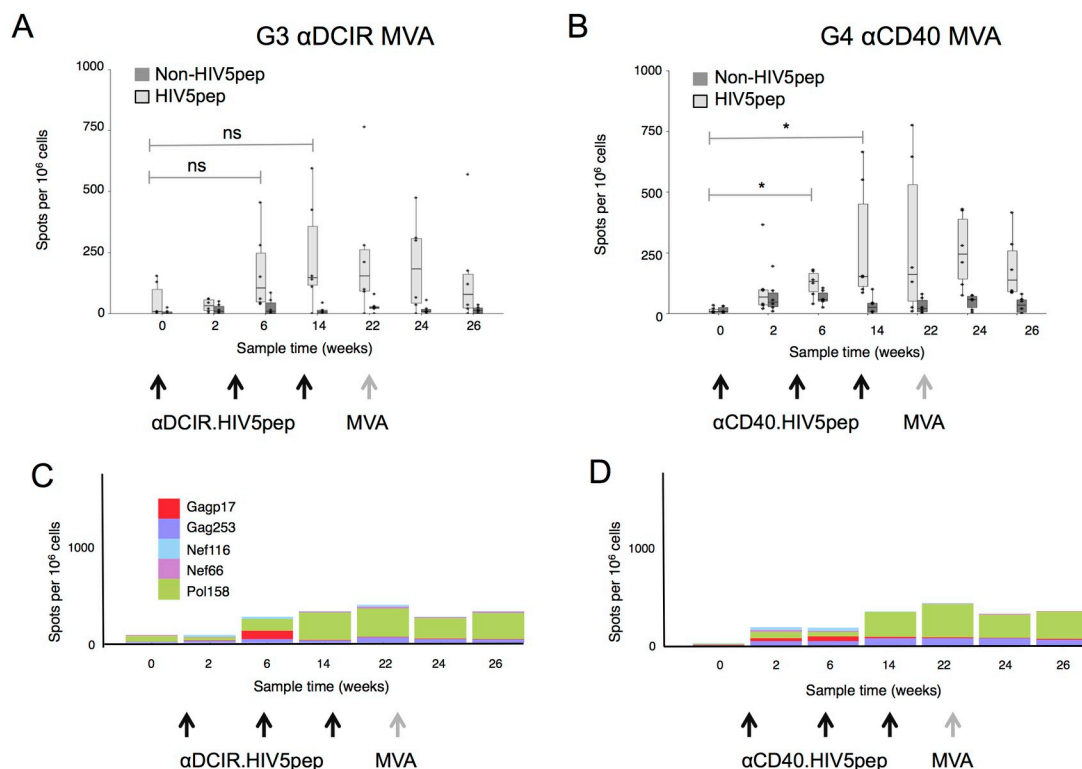 A
G3 αDCIR MVA
1000
750
500
250
0
Spots per 10⁶ cells
Non-HIV5pep
HIV5pep
ns
ns
0 2 6 14 22 24 26
Sample time (weeks)
αDCIR.HIV5pep MVA
B
G4 αCD40 MVA
1000
750
500
250
0
Spots per 10⁶ cells
Non-HIV5pep
HIV5pep
*
*
0 2 6 14 22 24 26
Sample time (weeks)
αCD40.HIV5pep MVA
C
1000
0
Spots per 10⁶ cells
Gagp17
Gag253
Nef116
Nef66
Pol158
0 2 6 14 22 24 26
Sample time (weeks)
αDCIR.HIV5pep MVA
D
1000
0
Spots per 10⁶ cells
0 2 6 14 22 24 26
Sample time (weeks)
αCD40.HIV5pep MVA